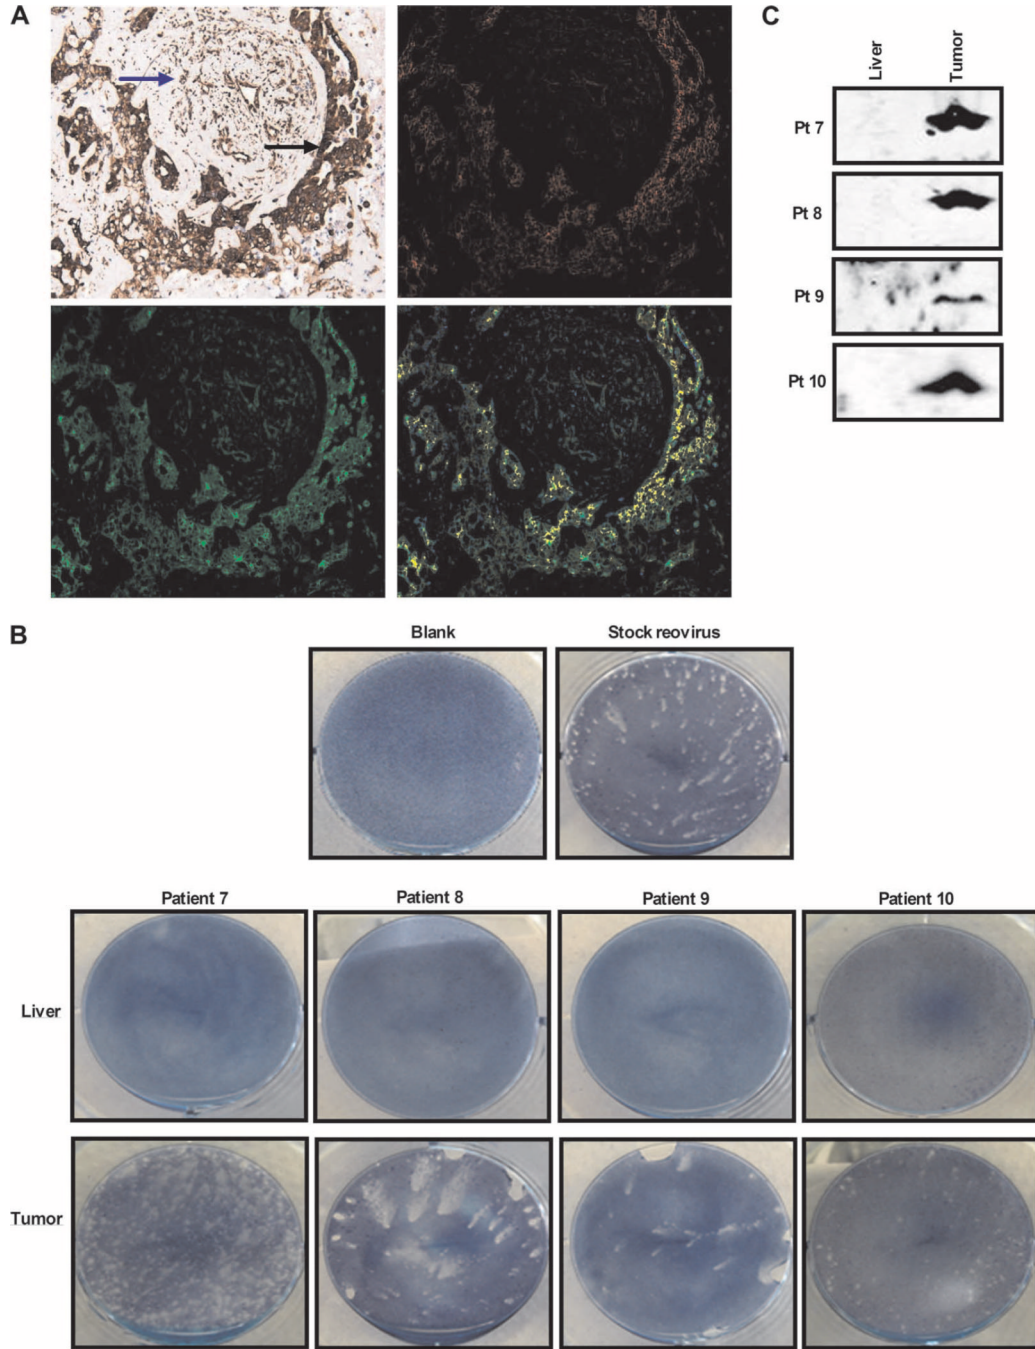 A
C
Liver
Tumor
Pt 7
Pt 8
Pt 9
Pt 10
B
Blank
Stock reovirus
Patient 7
Patient 8
Patient 9
Patient 10
Liver
Tumor